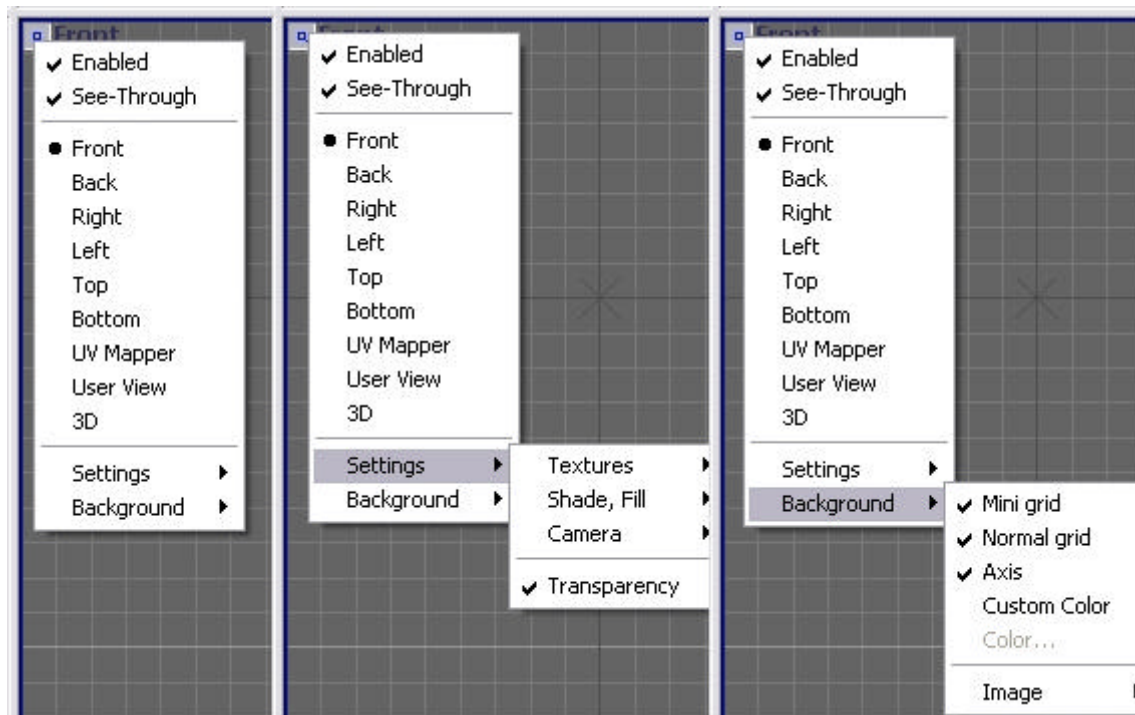 Front
Enabled
See-Through
Front
Back
Right
Left
Top
Bottom
UV Mapper
User View
3D
Settings
Background
Front
Enabled
See-Through
Front
Back
Right
Left
Top
Bottom
UV Mapper
User View
3D
Settings
Background
Textures
Shade, Fill
Camera
Transparency
Front
Enabled
See-Through
Front
Back
Right
Left
Top
Bottom
UV Mapper
User View
3D
Settings
Background
Mini grid
Normal grid
Axis
Custom Color
Color...
Image